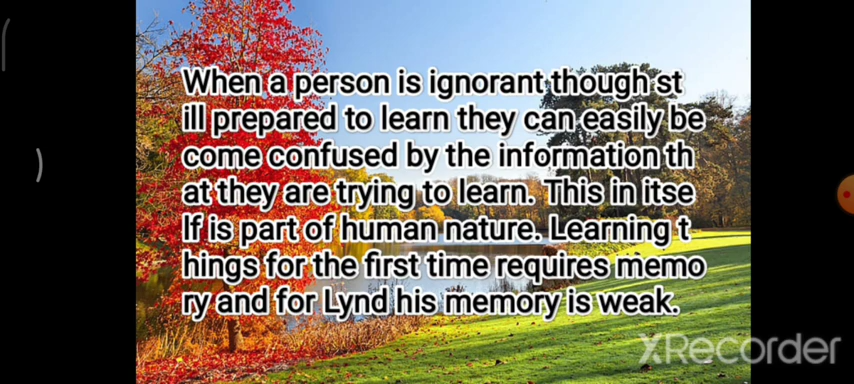 When a person is ignorant though st
ill prepared to learn they can easily be
come confused by the information th
at they are trying to learn. This in itse
lf is part of human nature. Learning t
hings for the first time requires memo
ry and for Lynd his memory is weak.
XRecorder